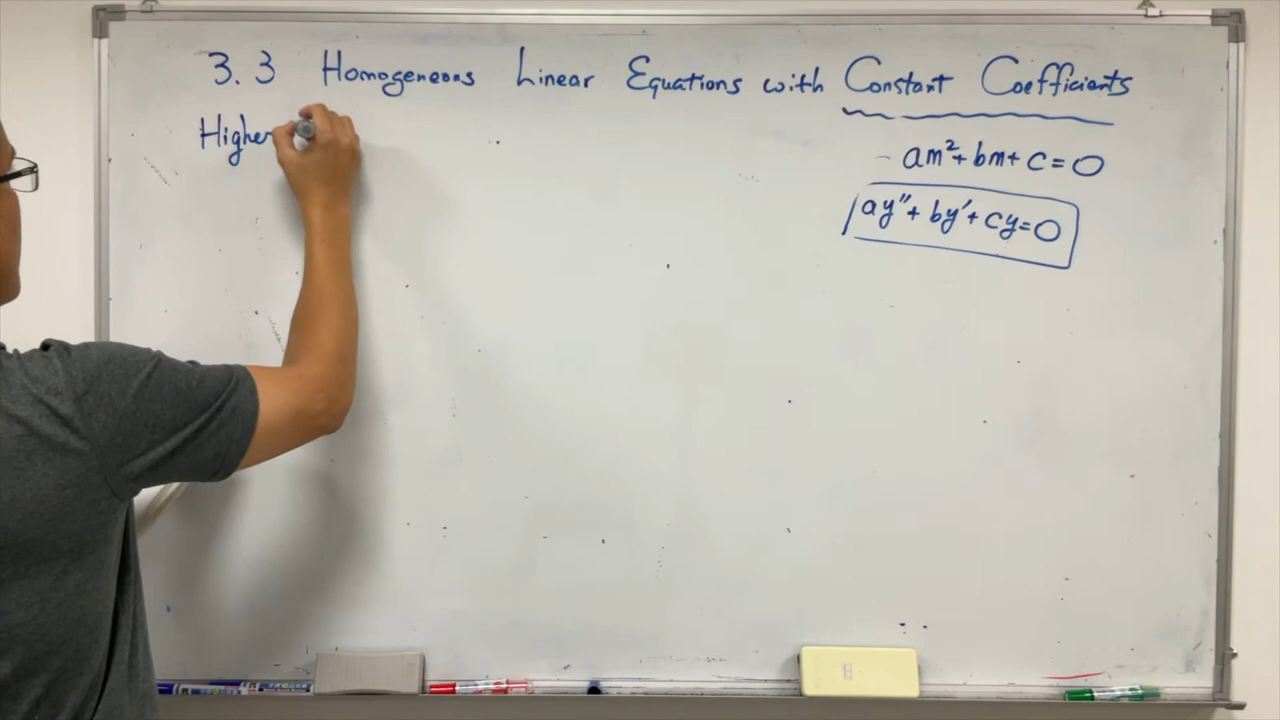 3.3 Homogeneous Linear Equations with Constant Coefficients
Higher
am²+bm+c=0
ay″+by′+cy=0